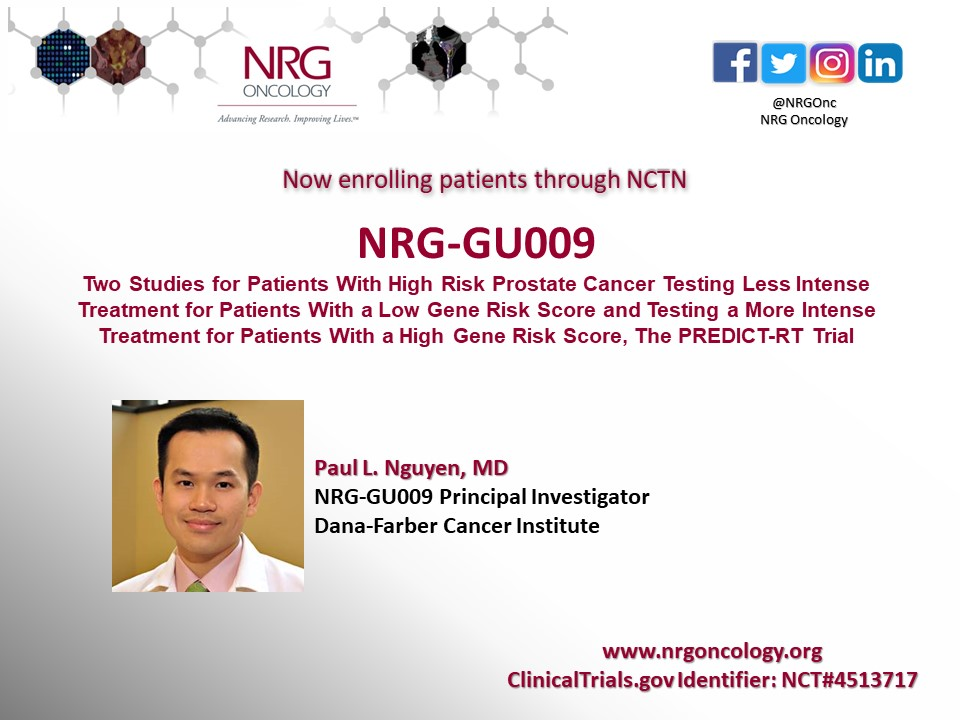 NRG
ONCOLOGY
Advancing Research. Improving Lives.™
f
in
@NRGOnc
NRG Oncology
Now enrolling patients through NCTN
NRG-GU009
Two Studies for Patients With High Risk Prostate Cancer Testing Less Intense
Treatment for Patients With a Low Gene Risk Score and Testing a More Intense
Treatment for Patients With a High Gene Risk Score, The PREDICT-RT Trial
Paul L. Nguyen, MD
NRG-GU009 Principal Investigator
Dana-Farber Cancer Institute
www.nrgoncology.org
ClinicalTrials.gov Identifier: NCT#4513717